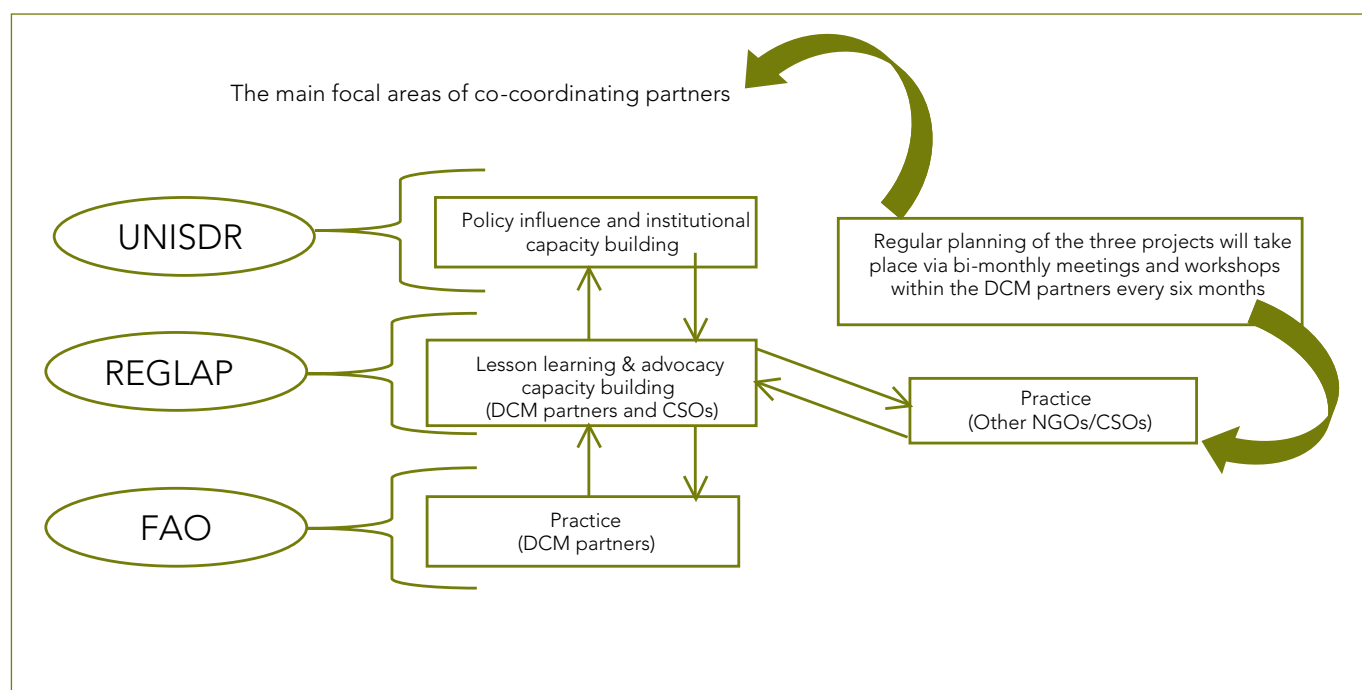 The main focal areas of co-coordinating partners
UNISDR
Policy influence and institutional
capacity building
Regular planning of the three projects will take
place via bi-monthly meetings and workshops
within the DCM partners every six months
REGLAP
Lesson learning & advocacy
capacity building
(DCM partners and CSOs)
Practice
(Other NGOs/CSOs)
FAO
Practice
(DCM partners)